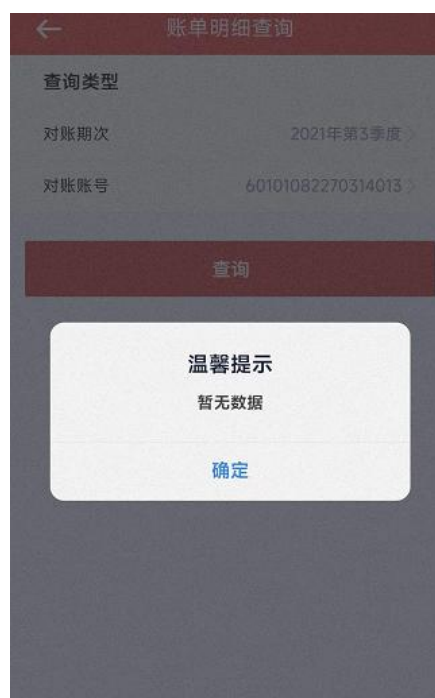 账单明细查询
查询类型
对账期次 2021年第3季度
对账账号 60101082270314013
查询
温馨提示
暂无数据
确定